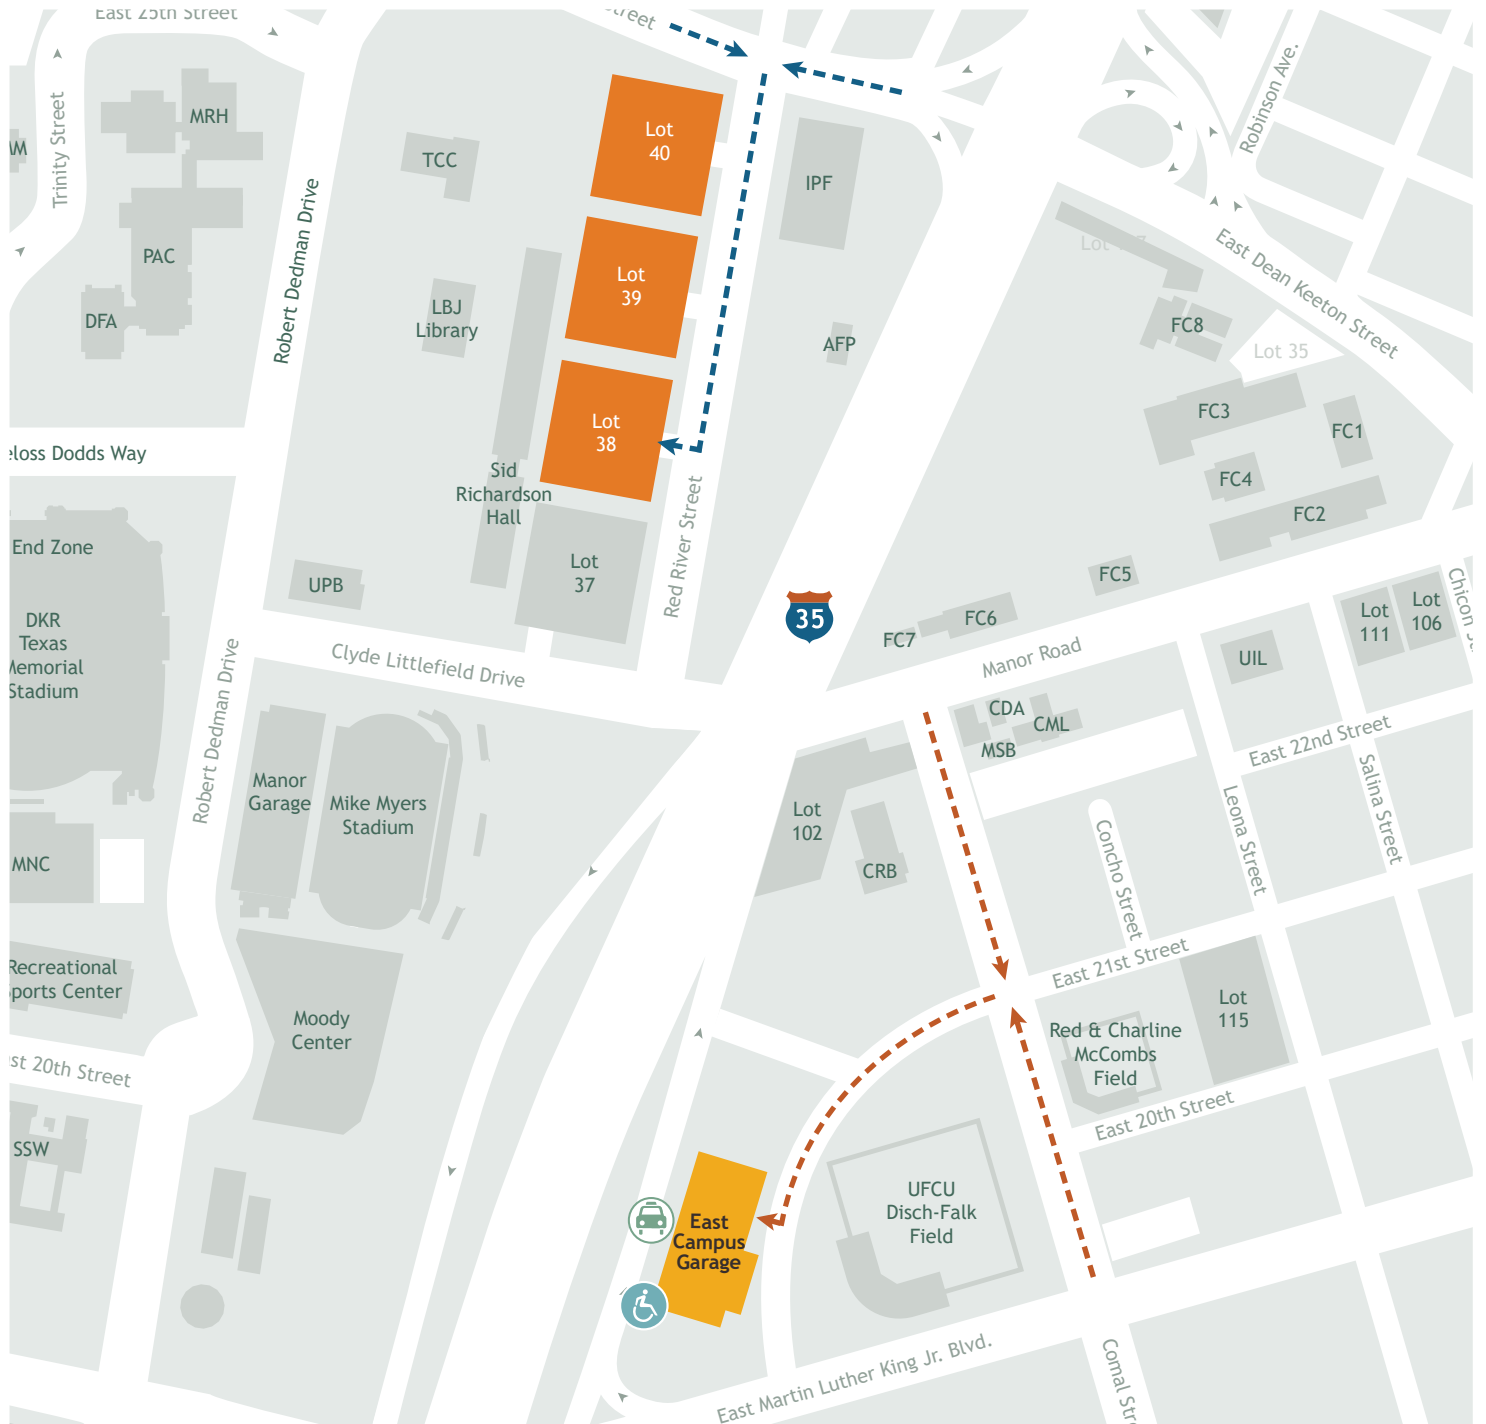 East 25th Street
Trinity Street
MRH
PAC
DFA
Robert Dedman Drive
TCC
LBJ
Library
Lot
40
Lot
39
Lot
38
Sid
Richardson
Hall
Lot
37
Red River Street
IPF
AFP
35
Robinson Ave.
East Dean Keeton Street
FC8
Lot 35
FC3
FC1
FC4
FC2
FC5
FC6
FC7
Manor Road
UIL
Lot
111
Lot
106
Chicon
East 22nd Street
Salina Street
Leona Street
Concho Street
CDA
CML
MSB
Dodds Way
End Zone
DKR
Texas
Memorial
Stadium
UPB
Clyde Littlefield Drive
Robert Dedman Drive
Manor
Garage
Mike Myers
Stadium
MNC
Recreational
Sports Center
Moody
Center
20th Street
SSW
Lot
102
CRB
East 21st Street
Red & Charline
McCombs
Field
Lot
115
East 20th Street
UFCU
Disch-Falk
Field
East
Campus
Garage
East Martin Luther King Jr. Blvd.
Comal